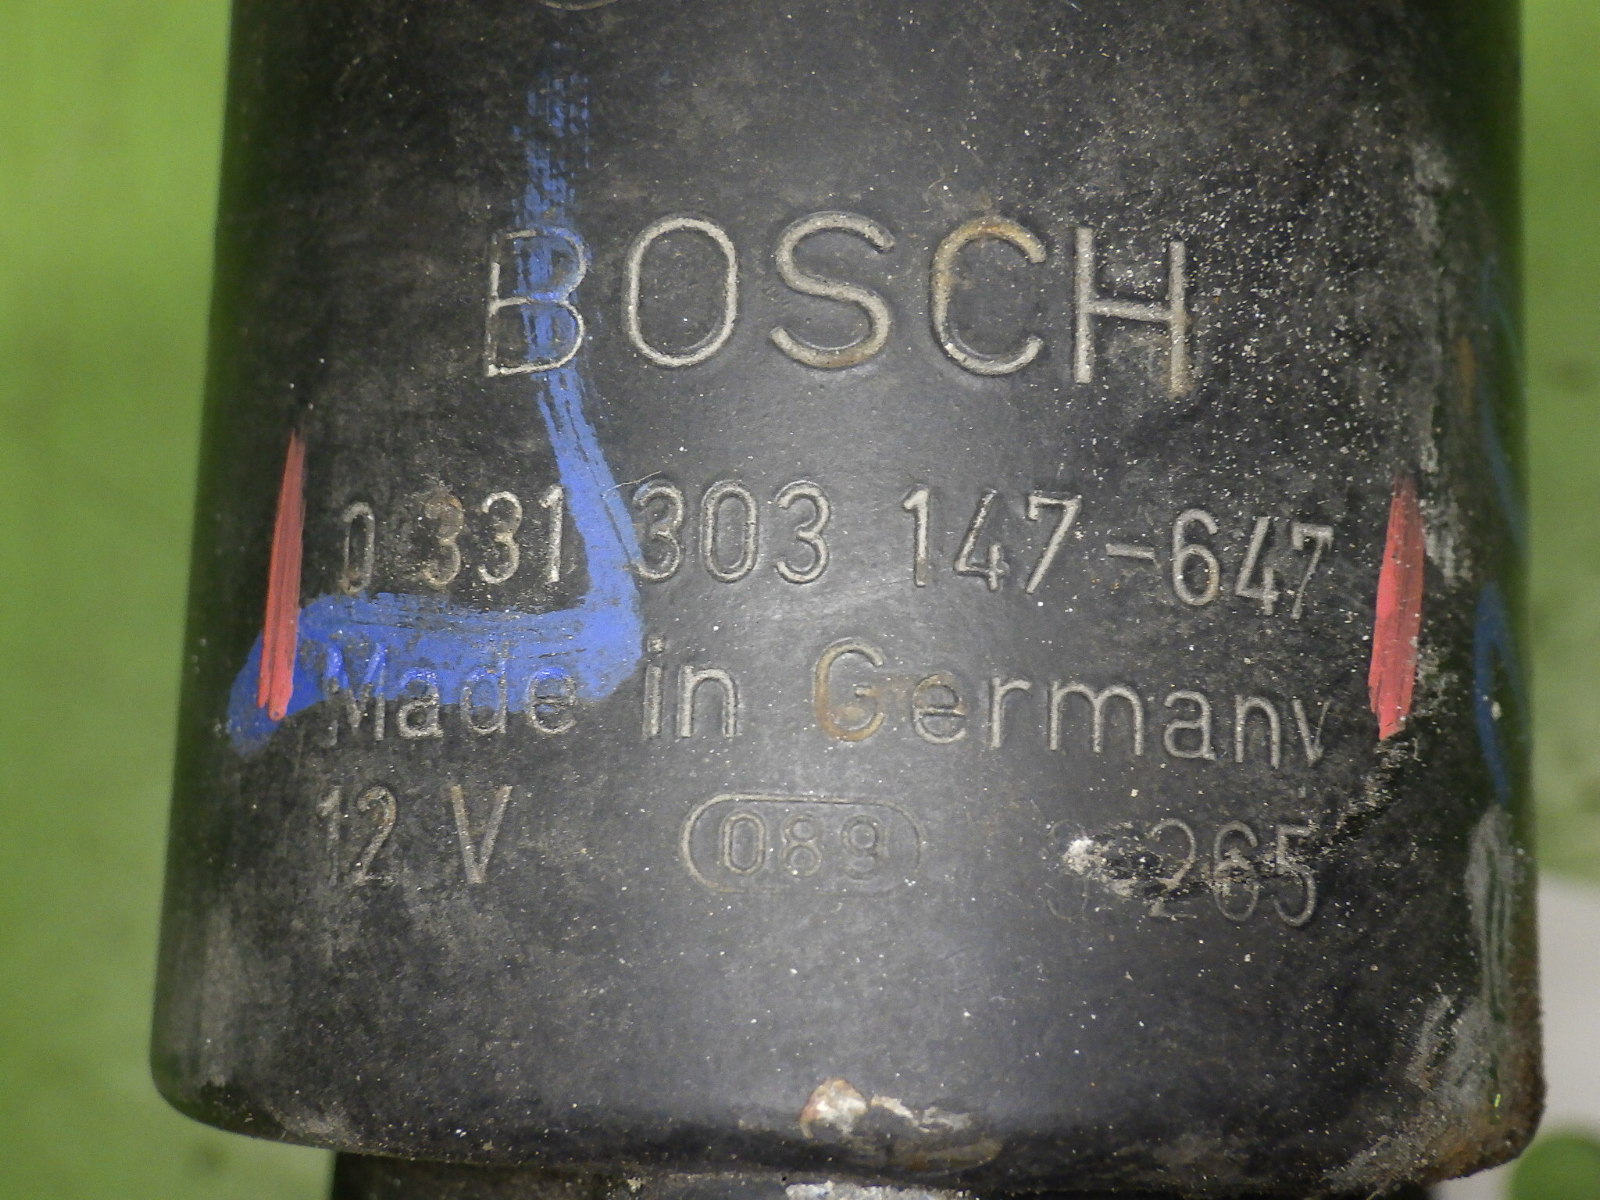 BOSCH
0 331 303 147-647
Made in Germany
12 V 089 265